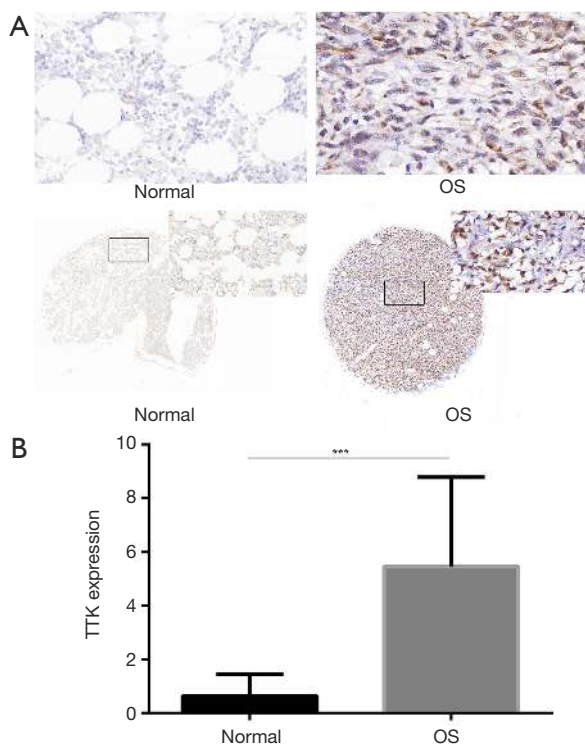 A
Normal
OS
Normal
OS
B
10
8
6
4
2
0
TTK expression
***
Normal
OS